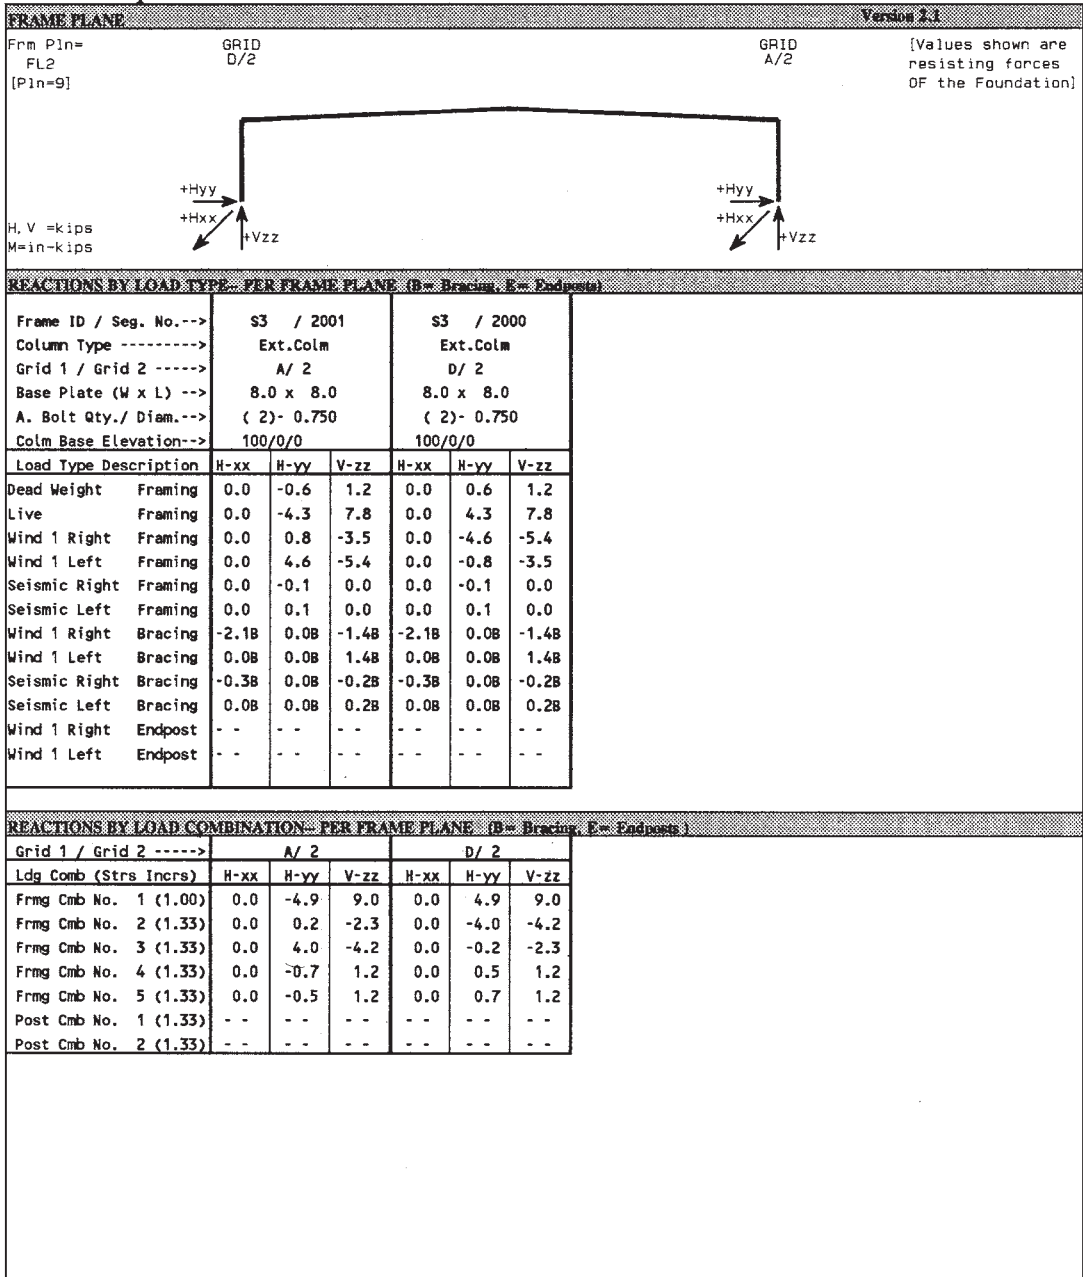 FRAME PLANE Version 2.1
Frm Pln= GRID GRID [Values shown are
FL2 D/2 A/2 resisting forces
[Pln=9] OF the Foundation]
+Hyy +Hyy
+Hxx +Hxx
H,V =kips +Vzz +Vzz
M=in-kips
REACTIONS BY LOAD TYPE-- PER FRAME PLANE (B= Bracing, E= Endposts)
Frame ID / Seg. No.--> S3 / 2001 S3 / 2000
Column Type ---------> Ext.Colm Ext.Colm
Grid 1 / Grid 2 -----> A/ 2 D/ 2
Base Plate (W x L) --> 8.0 x 8.0 8.0 x 8.0
A. Bolt Qty./ Diam.--> ( 2)- 0.750 ( 2)- 0.750
Colm Base Elevation--> 100/0/0 100/0/0
Load Type Description H-xx H-yy V-zz H-xx H-yy V-zz
Dead Weight Framing 0.0 -0.6 1.2 0.0 0.6 1.2
Live Framing 0.0 -4.3 7.8 0.0 4.3 7.8
Wind 1 Right Framing 0.0 0.8 -3.5 0.0 -4.6 -5.4
Wind 1 Left Framing 0.0 4.6 -5.4 0.0 -0.8 -3.5
Seismic Right Framing 0.0 -0.1 0.0 0.0 -0.1 0.0
Seismic Left Framing 0.0 0.1 0.0 0.0 0.1 0.0
Wind 1 Right Bracing -2.1B 0.0B -1.4B -2.1B 0.0B -1.4B
Wind 1 Left Bracing 0.0B 0.0B 1.4B 0.0B 0.0B 1.4B
Seismic Right Bracing -0.3B 0.0B -0.2B -0.3B 0.0B -0.2B
Seismic Left Bracing 0.0B 0.0B 0.2B 0.0B 0.0B 0.2B
Wind 1 Right Endpost - - - - - - - - - - - -
Wind 1 Left Endpost - - - - - - - - - - - -
REACTIONS BY LOAD COMBINATION-- PER FRAME PLANE (B= Bracing, E= Endposts )
Grid 1 / Grid 2 -----> A/ 2 D/ 2
Ldg Comb (Strs Incrs) H-xx H-yy V-zz H-xx H-yy V-zz
Frmg Cmb No. 1 (1.00) 0.0 -4.9 9.0 0.0 4.9 9.0
Frmg Cmb No. 2 (1.33) 0.0 0.2 -2.3 0.0 -4.0 -4.2
Frmg Cmb No. 3 (1.33) 0.0 4.0 -4.2 0.0 -0.2 -2.3
Frmg Cmb No. 4 (1.33) 0.0 -0.7 1.2 0.0 0.5 1.2
Frmg Cmb No. 5 (1.33) 0.0 -0.5 1.2 0.0 0.7 1.2
Post Cmb No. 1 (1.33) - - - - - - - - - - - -
Post Cmb No. 2 (1.33) - - - - - - - - - - - -